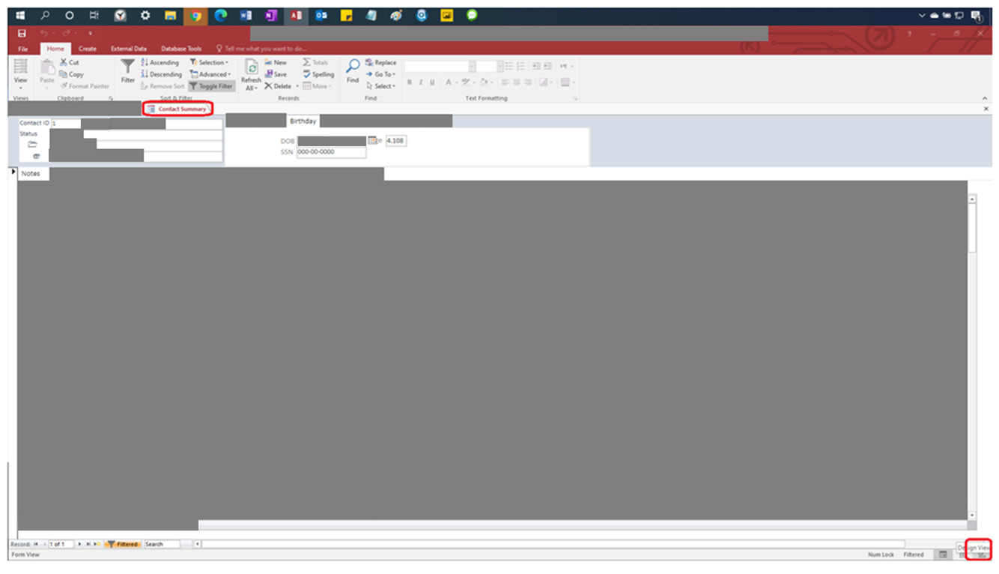 File Home Create External Data Database Tools Tell me what you want to do...
?
Cut Ascending Selection New Totals Replace
View Paste Copy Filter Descending Advanced Refresh All Save Spelling Find Go To
Format Painter Remove Sort Toggle Filter Delete More Select B I U A
Views Clipboard Sort & Filter Records Find Text Formatting
Contact Summary
Contact ID 1 Birthday
Status DOB 4.108
SSN 000-00-0000
Notes
Record: 1 of 1 Filtered Search
Design View
Form View Num Lock Filtered